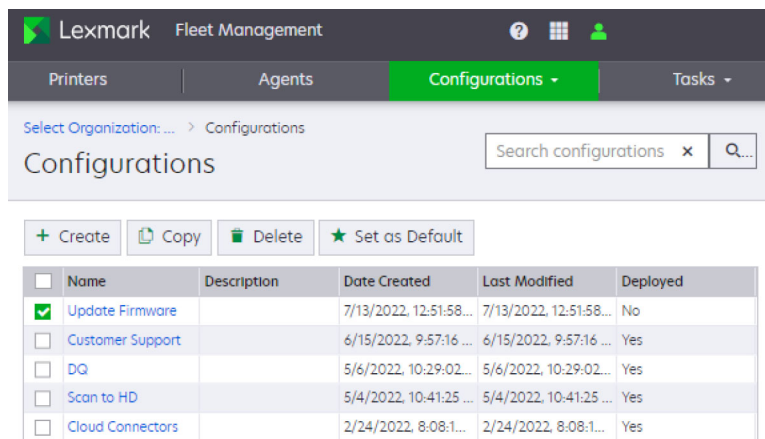 Lexmark Fleet Management ?
Printers Agents Configurations Tasks
Select Organization: ... > Configurations
Configurations
Search configurations × ...
+ Create Copy Delete ★ Set as Default
Name Description Date Created Last Modified Deployed
Update Firmware 7/13/2022, 12:51:58... 7/13/2022, 12:51:58... No
Customer Support 6/15/2022, 9:57:16 ... 6/15/2022, 9:57:16 ... Yes
DQ 5/6/2022, 10:29:02... 5/6/2022, 10:29:02... Yes
Scan to HD 5/4/2022, 10:41:25 ... 5/4/2022, 10:41:25 ... Yes
Cloud Connectors 2/24/2022, 8:08:1... 2/24/2022, 8:08:1... Yes